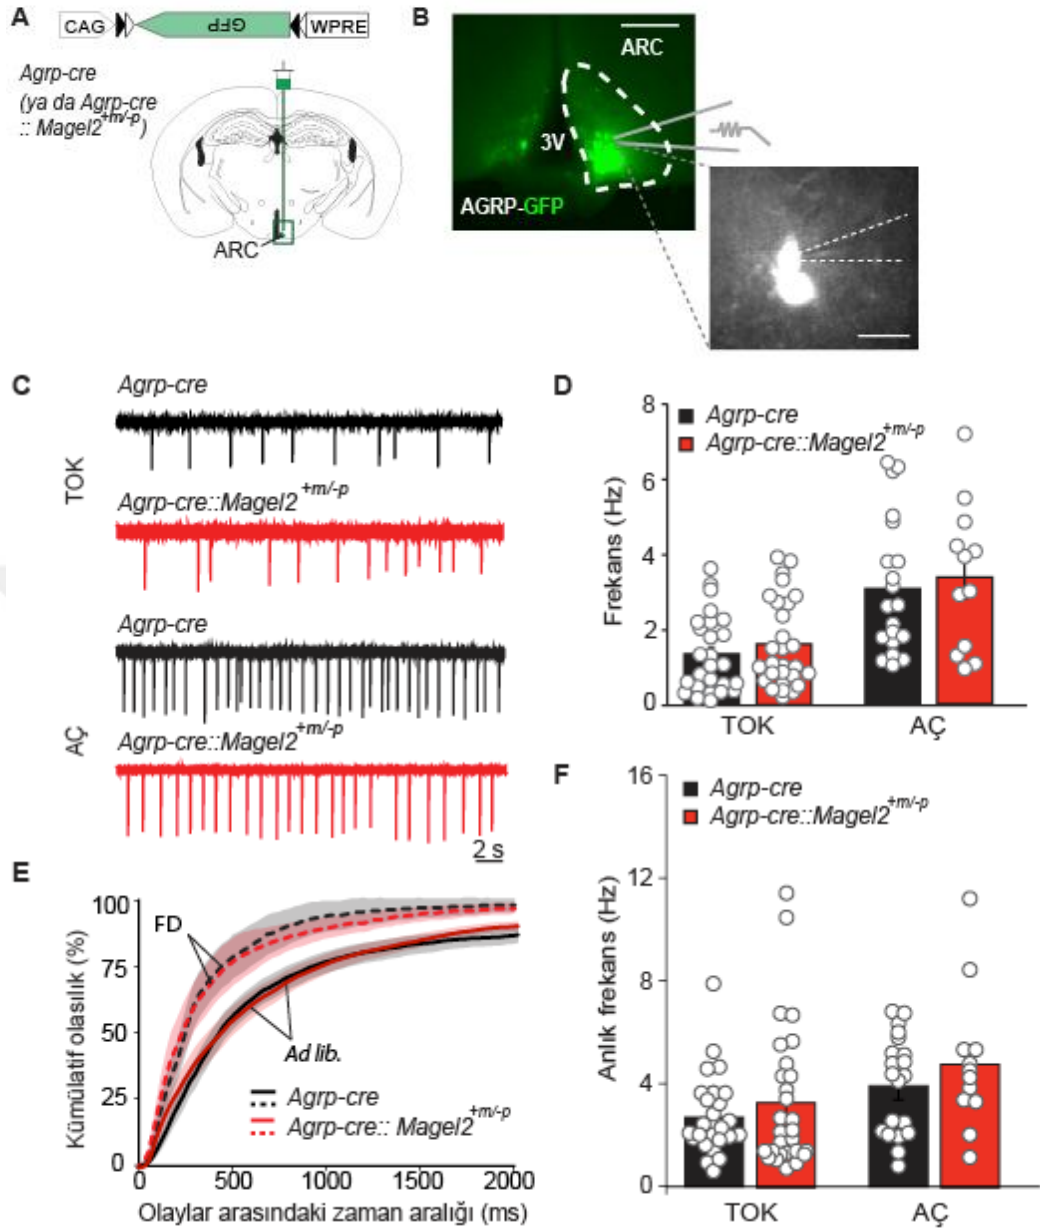 A
CAG
GFP
WPRE
Agrp-cre
(ya da Agrp-cre
:: Magel2+m/-p)
ARC
B
ARC
3V
AGRP-GFP
C
Agrp-cre
TOK
Agrp-cre::Magel2+m/-p
Agrp-cre
AÇ
Agrp-cre::Magel2+m/-p
2 s
D
Agrp-cre
Agrp-cre::Magel2+m/-p
Frekans (Hz)
8
6
4
2
0
TOK
AÇ
E
Kümülatif olasılık (%)
100
75
50
25
0
FD
Ad lib.
Agrp-cre
Agrp-cre:: Magel2+m/-p
0
500
1000
1500
2000
Olaylar arasındaki zaman aralığı (ms)
F
Agrp-cre
Agrp-cre::Magel2+m/-p
Anlık frekans (Hz)
16
12
8
4
0
TOK
AÇ